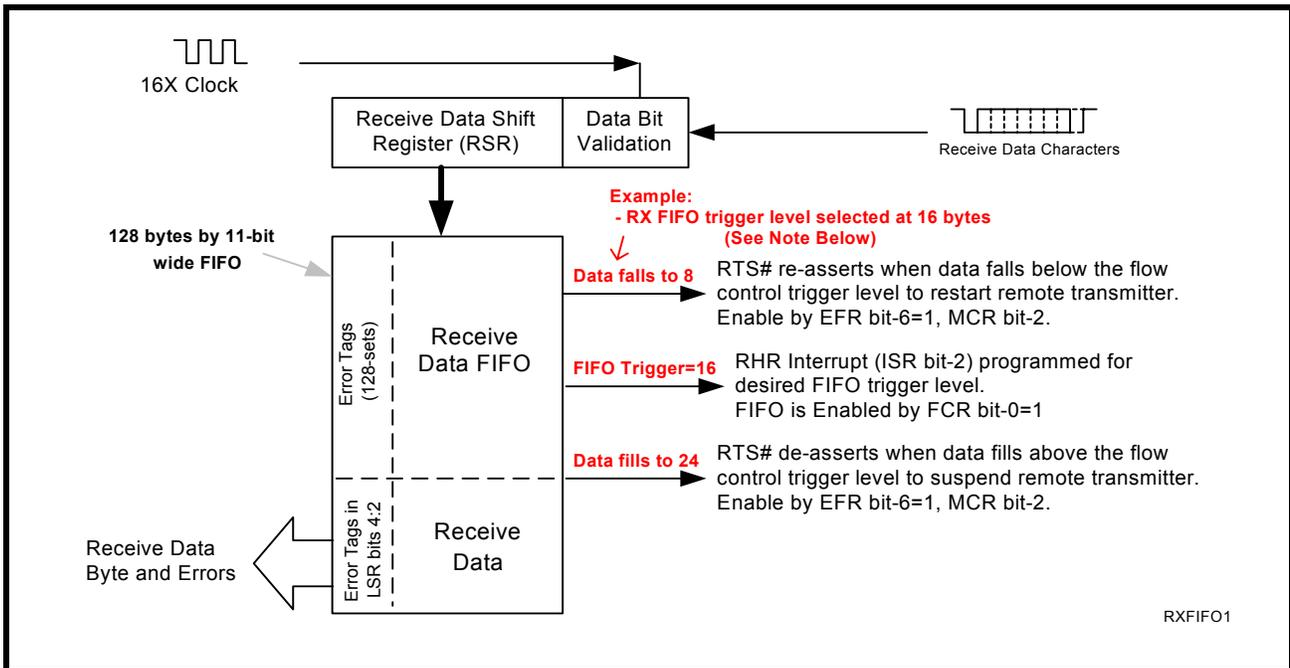 16X Clock
Receive Data Shift
Register (RSR)
Data Bit
Validation
Receive Data Characters
Example:
- RX FIFO trigger level selected at 16 bytes
(See Note Below)
128 bytes by 11-bit
wide FIFO
Data falls to 8
RTS# re-asserts when data falls below the flow
control trigger level to restart remote transmitter.
Enable by EFR bit-6=1, MCR bit-2.
Error Tags
(128-sets)
Receive
Data FIFO
FIFO Trigger=16
RHR Interrupt (ISR bit-2) programmed for
desired FIFO trigger level.
FIFO is Enabled by FCR bit-0=1
Data fills to 24
RTS# de-asserts when data fills above the flow
control trigger level to suspend remote transmitter.
Enable by EFR bit-6=1, MCR bit-2.
Error Tags in
LSR bits 4:2
Receive
Data
Receive Data
Byte and Errors
RXFIFO1